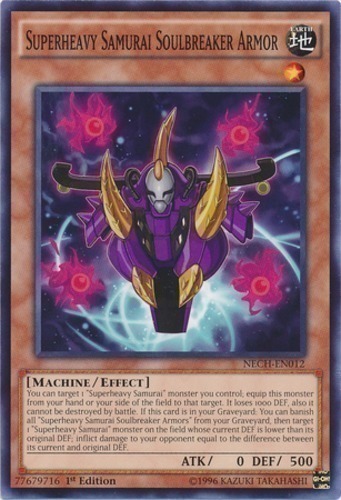 SUPERHEAVY SAMURAI SOULBREAKER ARMOR
EARTH
地
NECH-EN012
[MACHINE/EFFECT]
You can target 1 "Superheavy Samurai" monster you control; equip this monster
from your hand or your side of the field to that target. It loses 1000 DEF, also it
cannot be destroyed by battle. If this card is in your Graveyard: You can banish
all "Superheavy Samurai Soulbreaker Armors" from your Graveyard, then target
1 "Superheavy Samurai" monster on the field whose current DEF is lower than its
original DEF; inflict damage to your opponent equal to the difference between
its current and original DEF.
ATK/ 0 DEF/ 500
77679716 1st Edition ©1996 KAZUKI TAKAHASHI